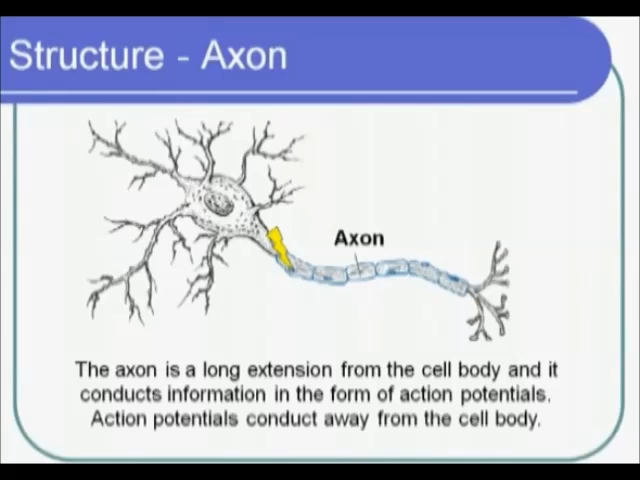 Structure - Axon
Axon
The axon is a long extension from the cell body and it
conducts information in the form of action potentials.
Action potentials conduct away from the cell body.